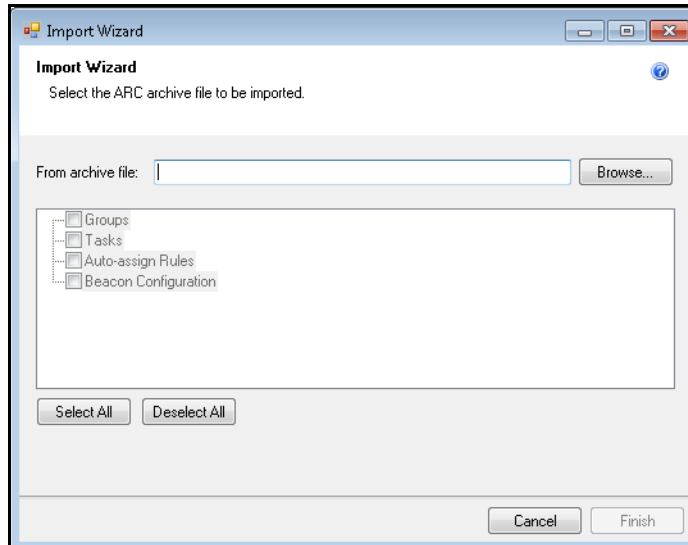 Import Wizard
Import Wizard
Select the ARC archive file to be imported.
From archive file:
Browse...
Groups
Tasks
Auto-assign Rules
Beacon Configuration
Select All
Deselect All
Cancel
Finish